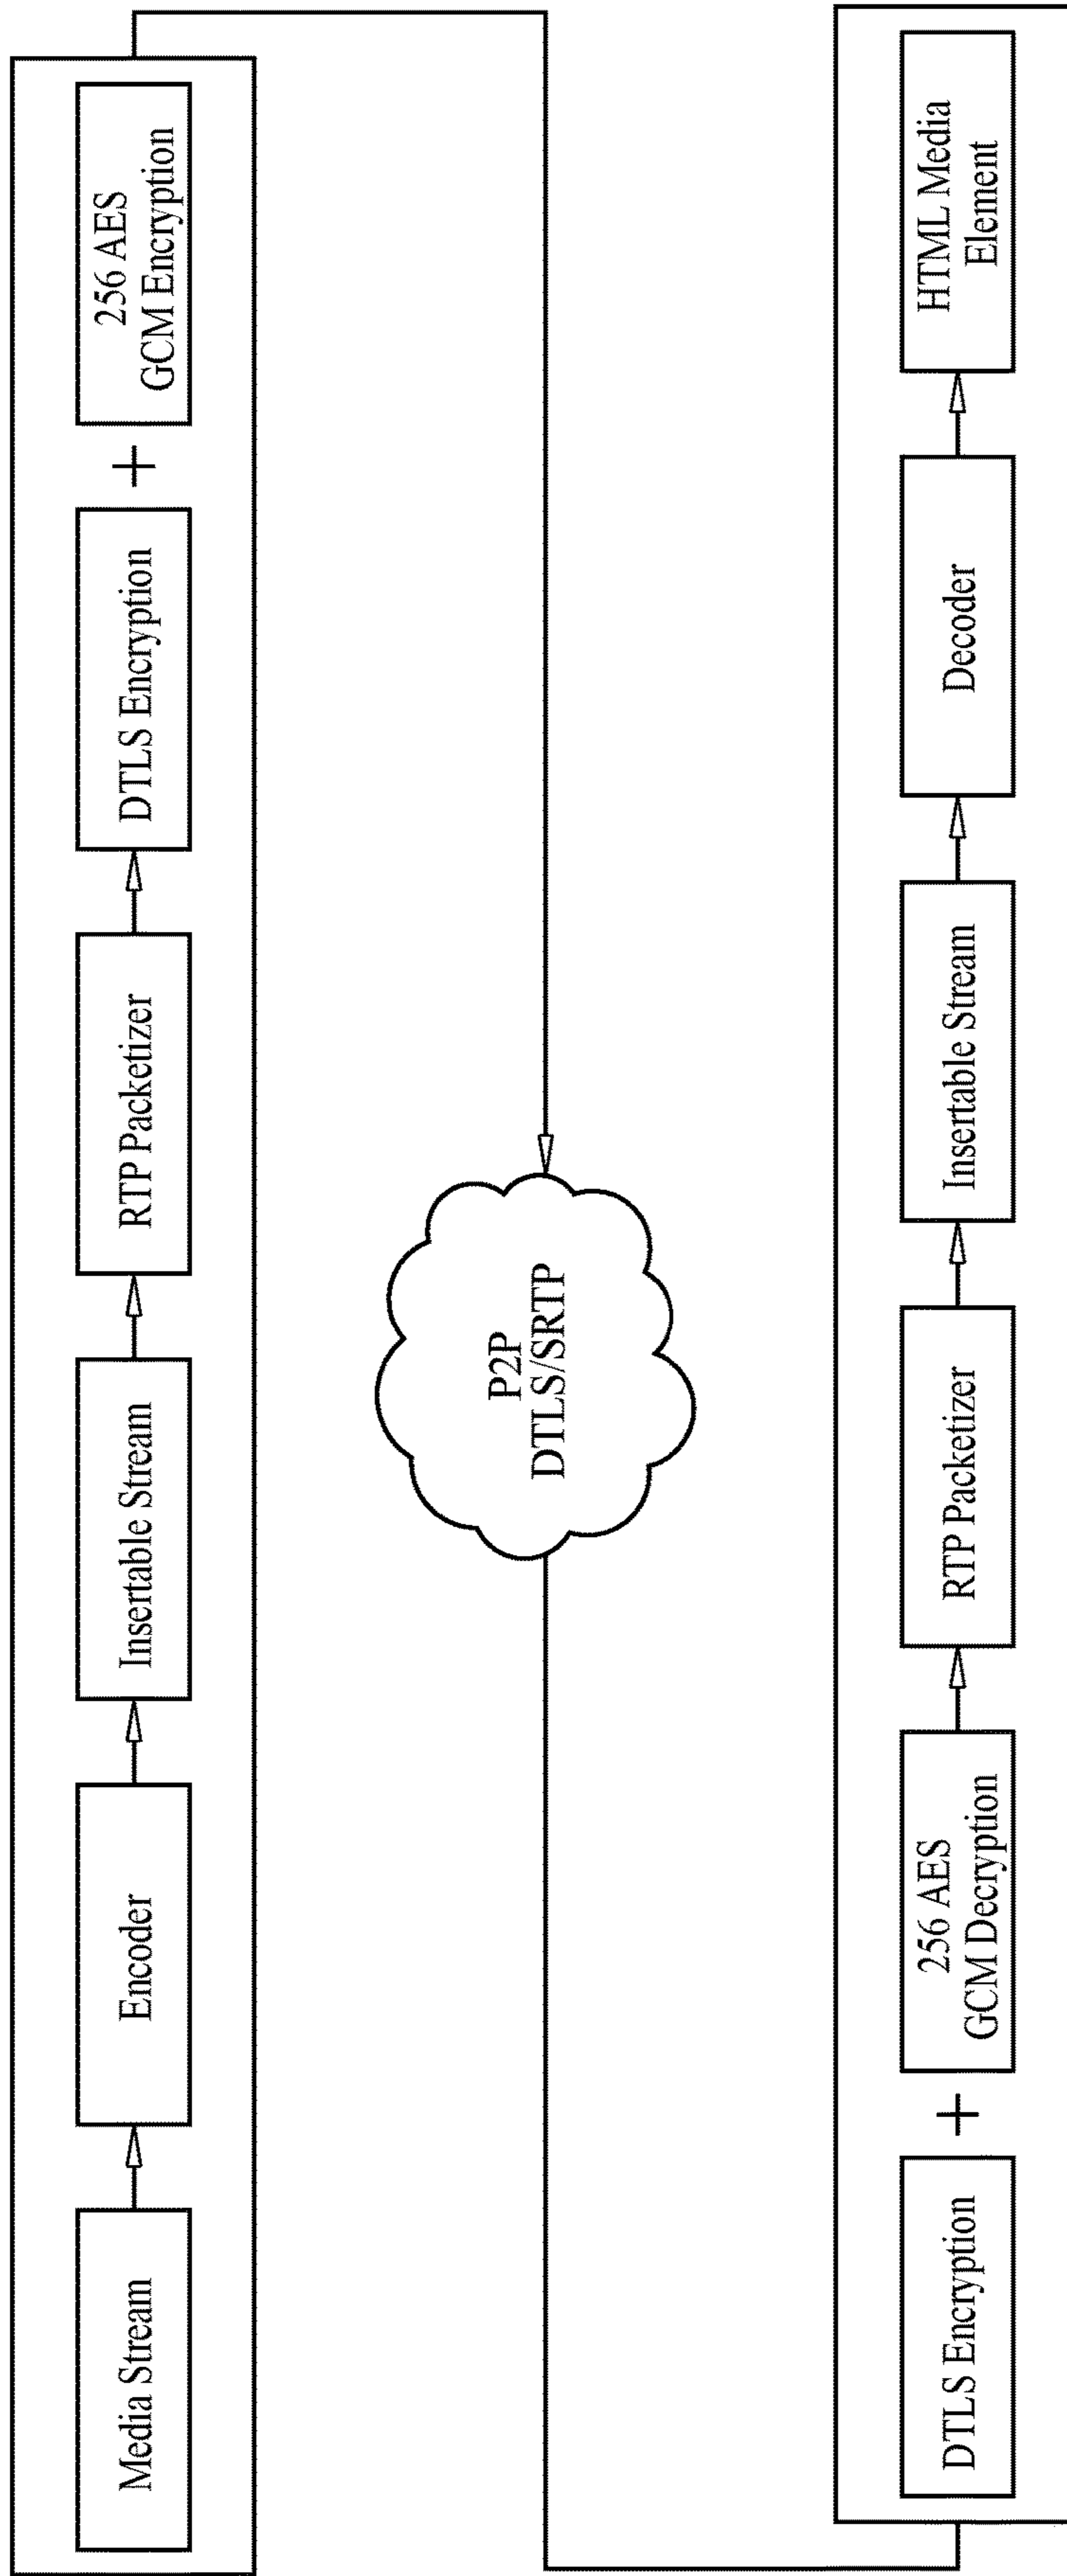 Media Stream
Encoder
Insertable Stream
RTP Packetizer
DTLS Encryption
+
256 AES
GCM Encryption
P2P
DTLS/SRTP
DTLS Encryption
+
256 AES
GCM Decryption
RTP Packetizer
Insertable Stream
Decoder
HTML Media
Element